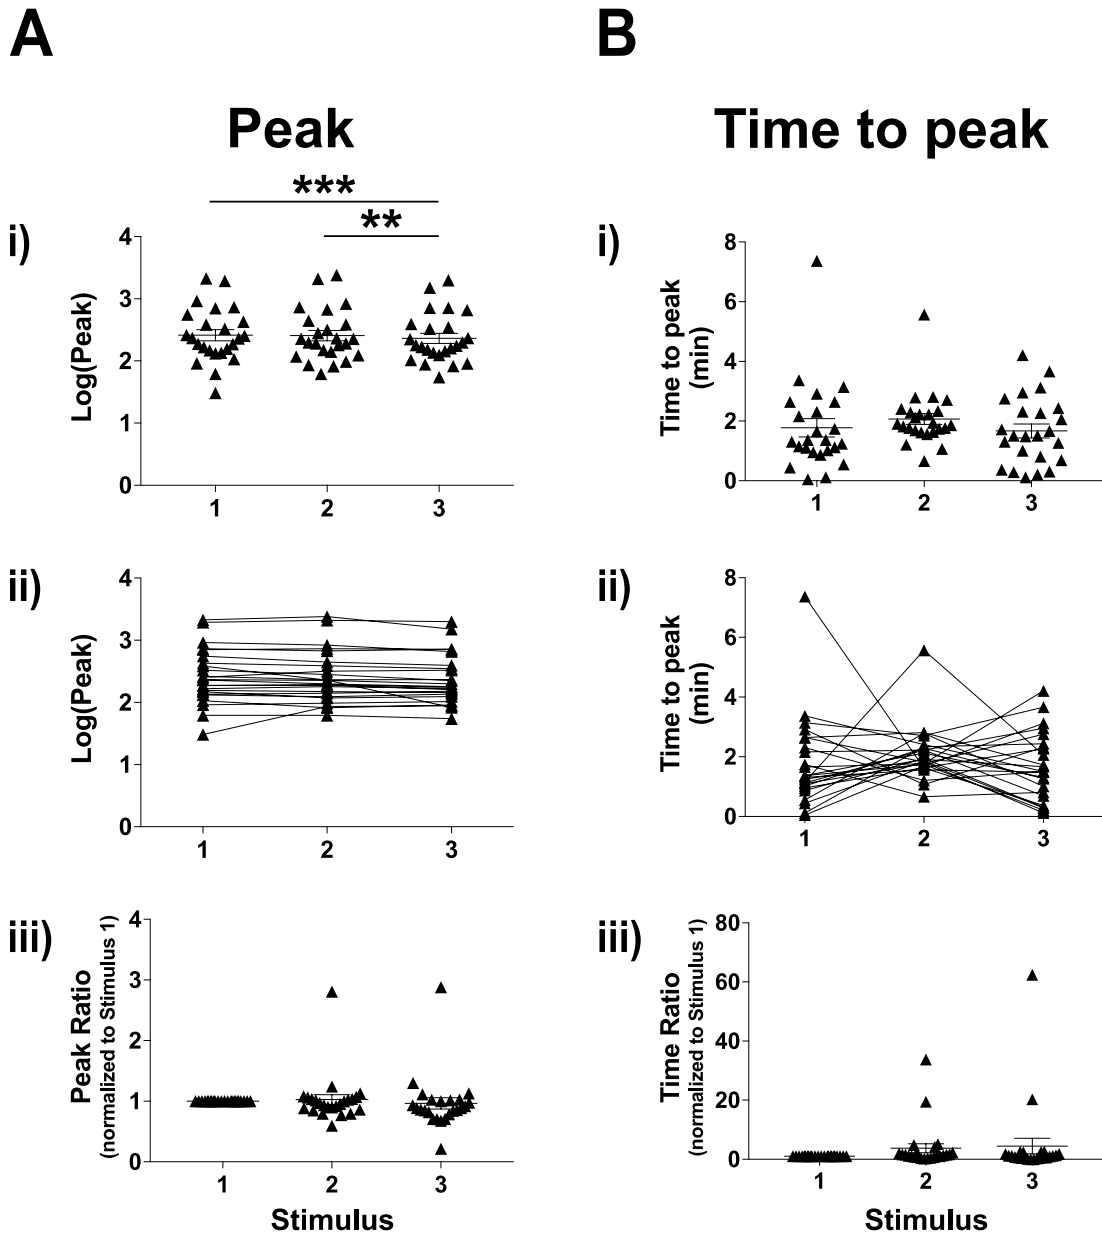 A
B
Peak
Time to peak
***
**
i)
Log(Peak)
4
3
2
1
0
1 2 3
i)
Time to peak
(min)
8
6
4
2
0
1 2 3
ii)
Log(Peak)
4
3
2
1
0
1 2 3
ii)
Time to peak
(min)
8
6
4
2
0
1 2 3
iii)
Peak Ratio
(normalized to Stimulus 1)
4
3
2
1
0
1 2 3
Stimulus
iii)
Time Ratio
(normalized to Stimulus 1)
80
60
40
20
0
1 2 3
Stimulus